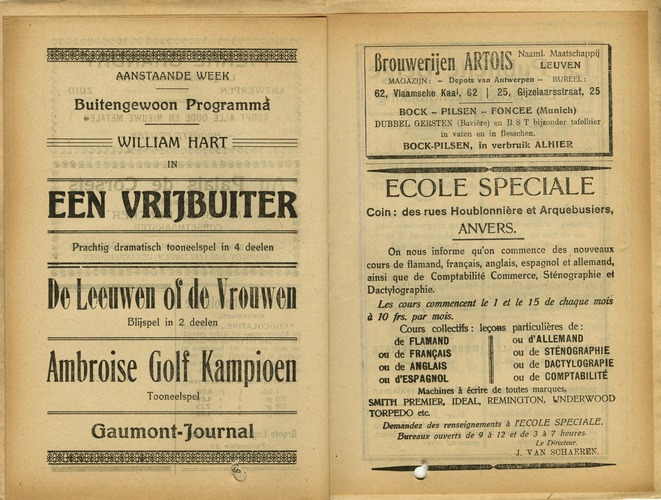 AANSTAANDE WEEK
Buitengewoon Programma
WILLIAM HART
IN
EEN VRIJBUITER
Prachtig dramatisch tooneelspel in 4 deelen
De Leeuwen of de Vrouwen
Blijspel in 2 deelen
Ambroise Golf Kampioen
Tooneelspel
Gaumont-Journal
Brouwerijen ARTOIS Naaml. Maatschappij
LEUVEN
MAGAZIJN: -- Depots van Antwerpen -- BUREEL:
62, Vlaamsche Kaai, 62 | 25, Gijzelaarsstraat, 25
BOCK - PILSEN - FONCEE (Munich)
DUBBEL GERSTEN (Bavière) en B S T bijzonder tafelbier
in vaten en in flesschen.
BOCK-PILSEN, in verbruik ALHIER
ECOLE SPECIALE
Coin: des rues Houblonnière et Arquebusiers,
ANVERS.
On nous informe qu'on commence des nouveaux
cours de flamand, français, anglais, espagnol et allemand,
ainsi que de Comptabilité Commerce, Sténographie et
Dactylographie.
Les cours commencent le 1 et le 15 de chaque mois
à 10 frs. par mois.
Cours collectifs: leçons particulières de:
de FLAMAND ou d'ALLEMAND
ou de FRANÇAIS ou de STÉNOGRAPHIE
ou de ANGLAIS ou de DACTYLOGRAPIE
ou d'ESPAGNOL ou de COMPTABILITÉ
Machines à écrire de toutes marques,
SMITH PREMIER, IDEAL, REMINGTON, UNDERWOOD
TORPEDO etc.
Demandez des renseignements à l'ECOLE SPECIALE.
Bureaux ouverts de 9 à 12 et de 3 à 7 heures.
Le Directeur.
J. VAN SCHAEREN.